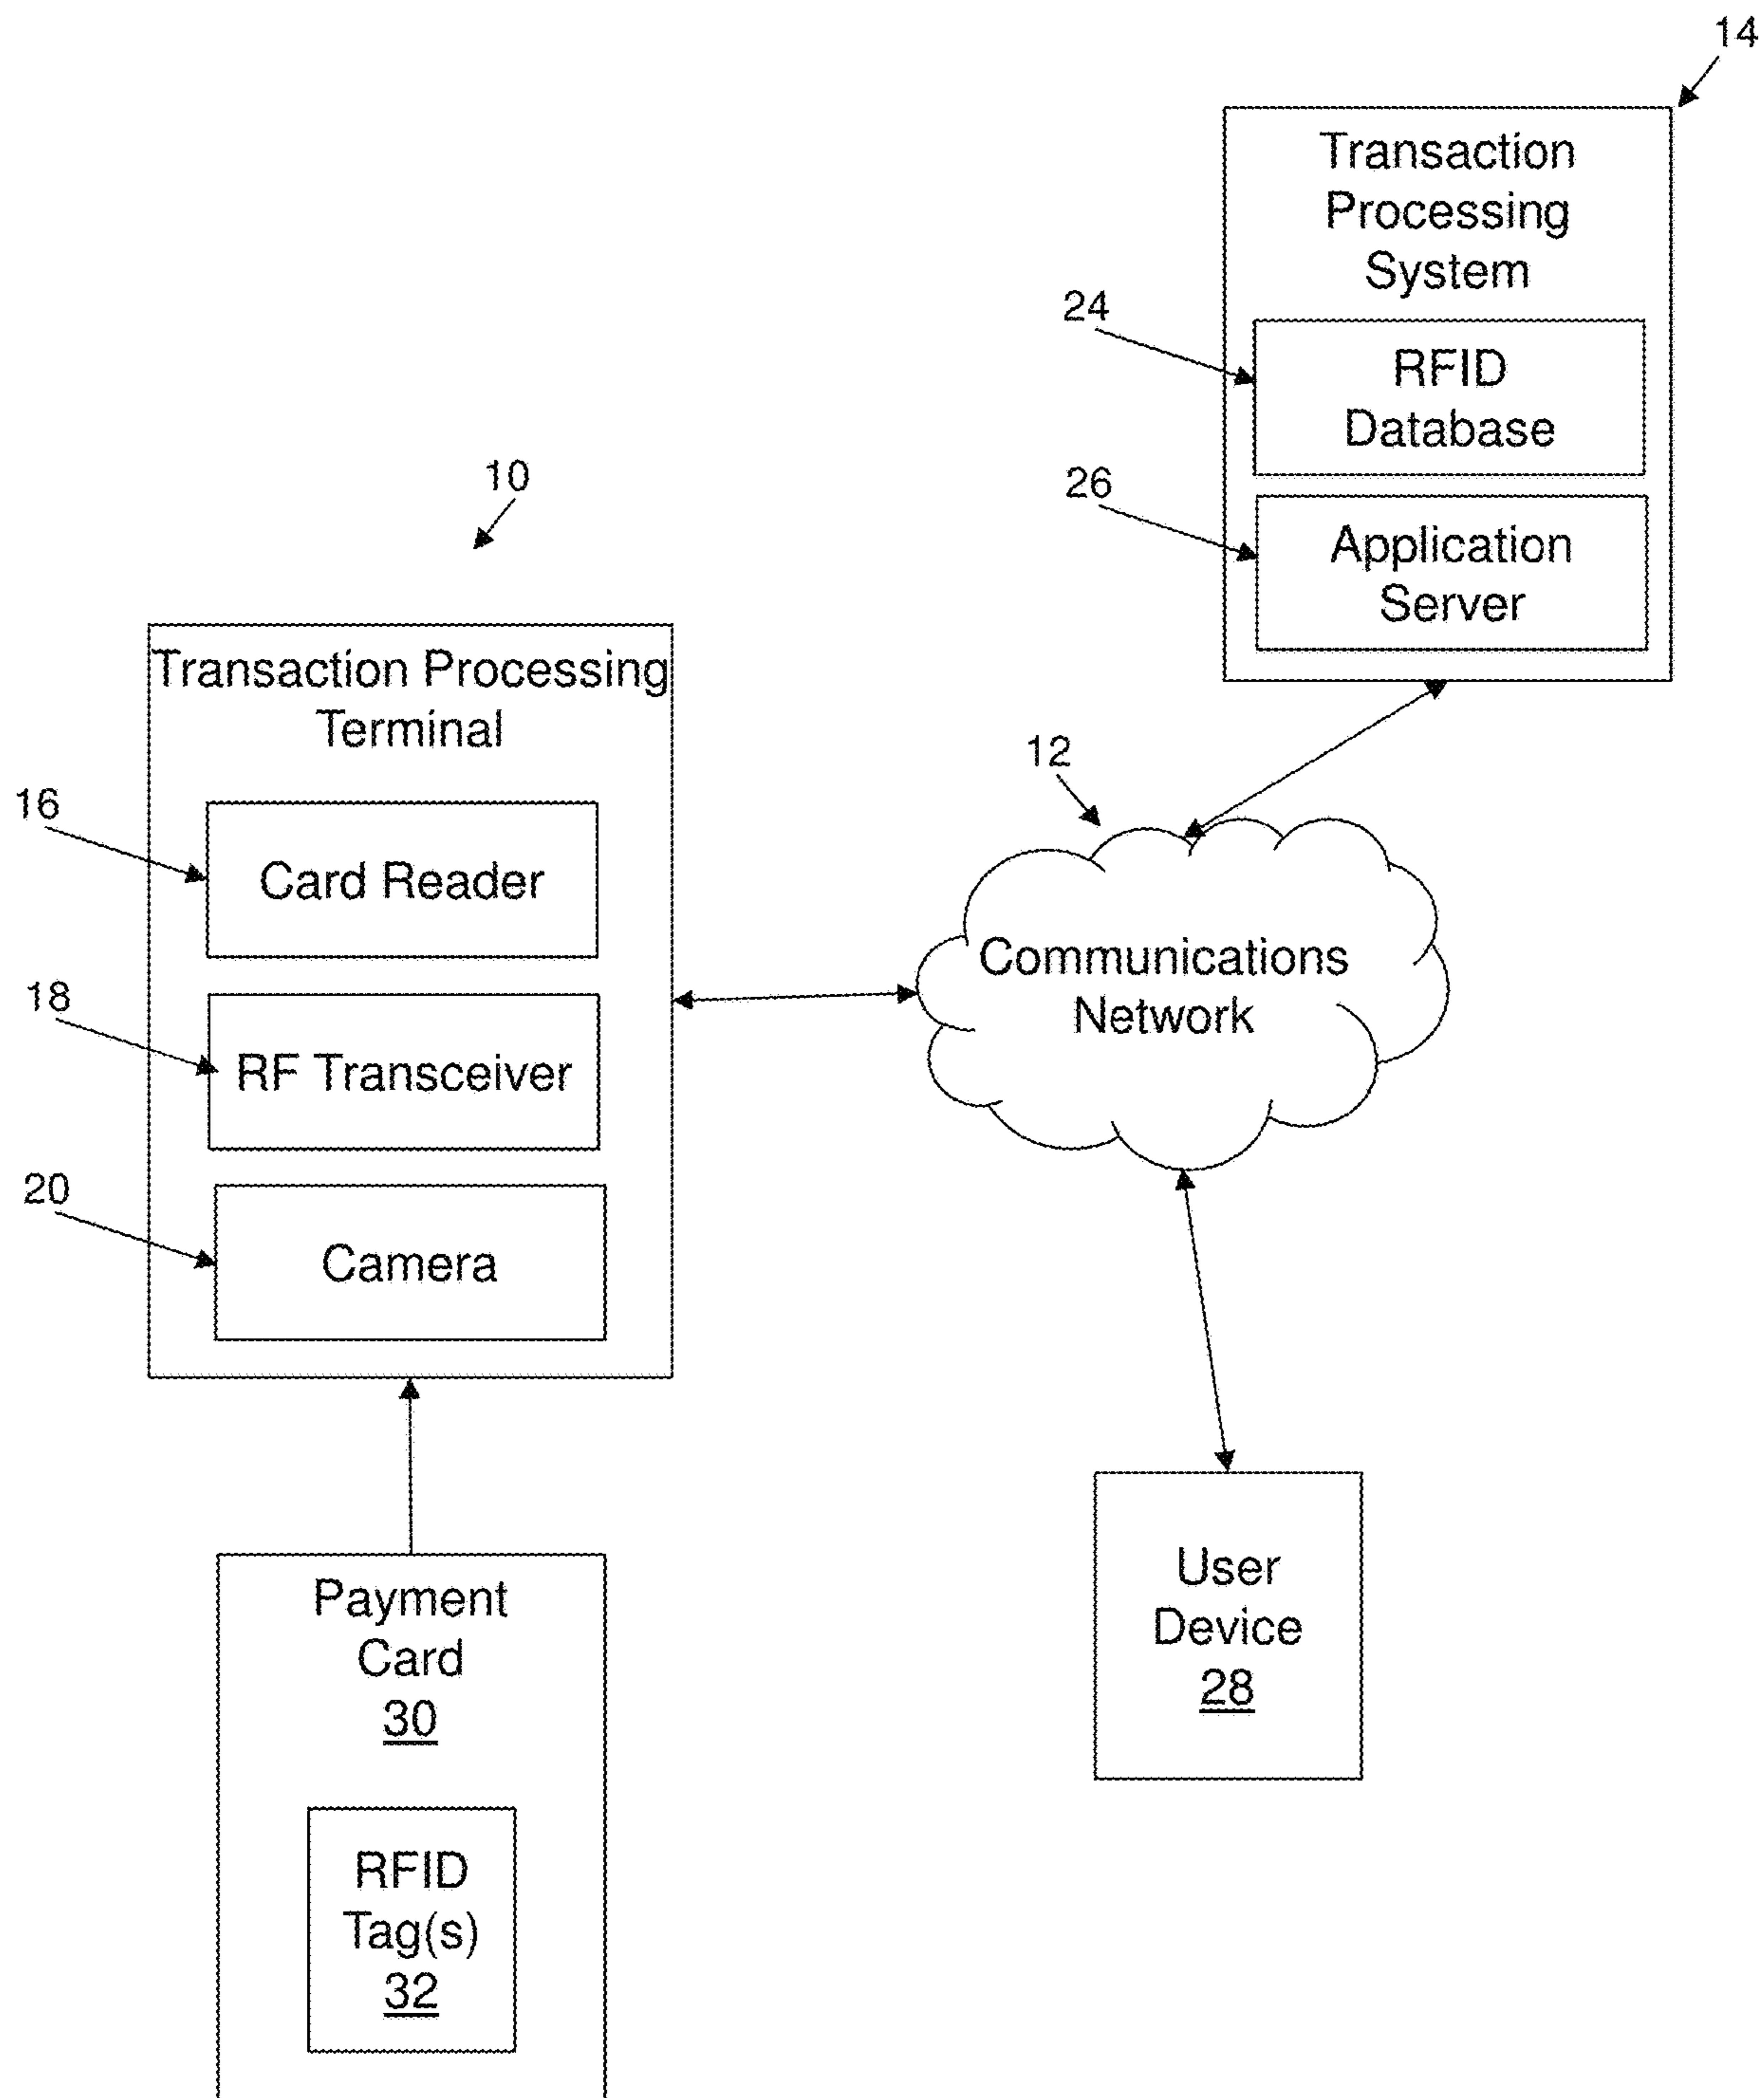 14
Transaction
Processing
System
24
RFID
Database
26
Application
Server
10
Transaction Processing
Terminal
16
Card Reader
18
RF Transceiver
20
Camera
12
Communications
Network
User
Device
28
Payment
Card
30
RFID
Tag(s)
32